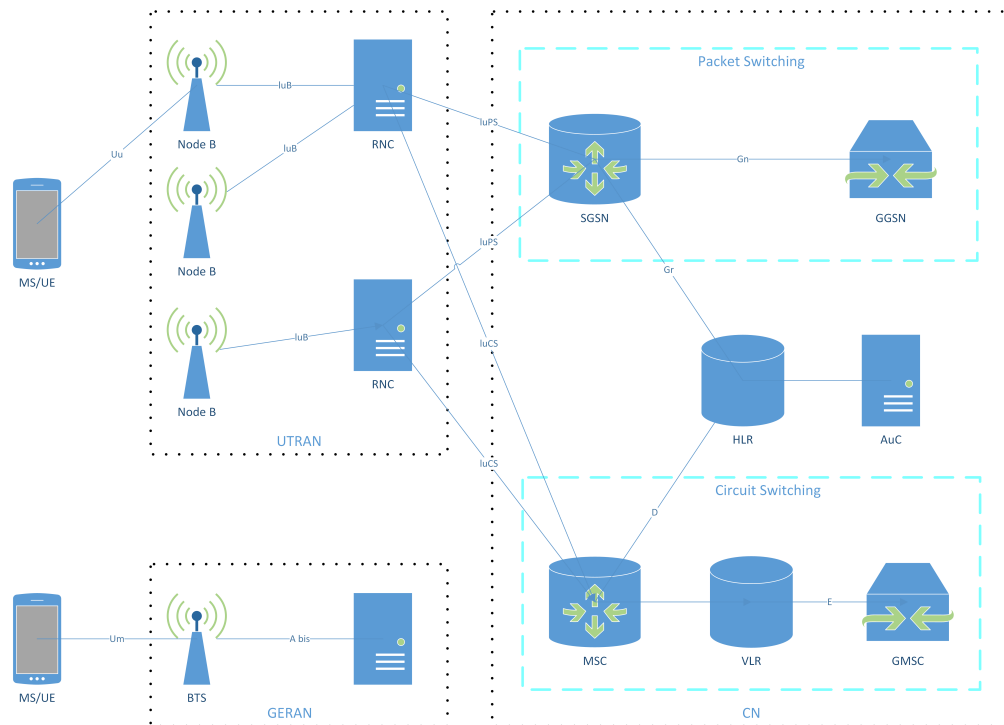 Packet Switching
IuB
Node B
RNC
IuPS
Uu
IuB
Gn
SGSN
GGSN
MS/UE
Node B
IuPS
Gr
IuB
IuCS
Node B
RNC
UTRAN
HLR
AuC
IuCS
Circuit Switching
D
E
Um
A bis
MSC
VLR
GMSC
MS/UE
BTS
GERAN
CN